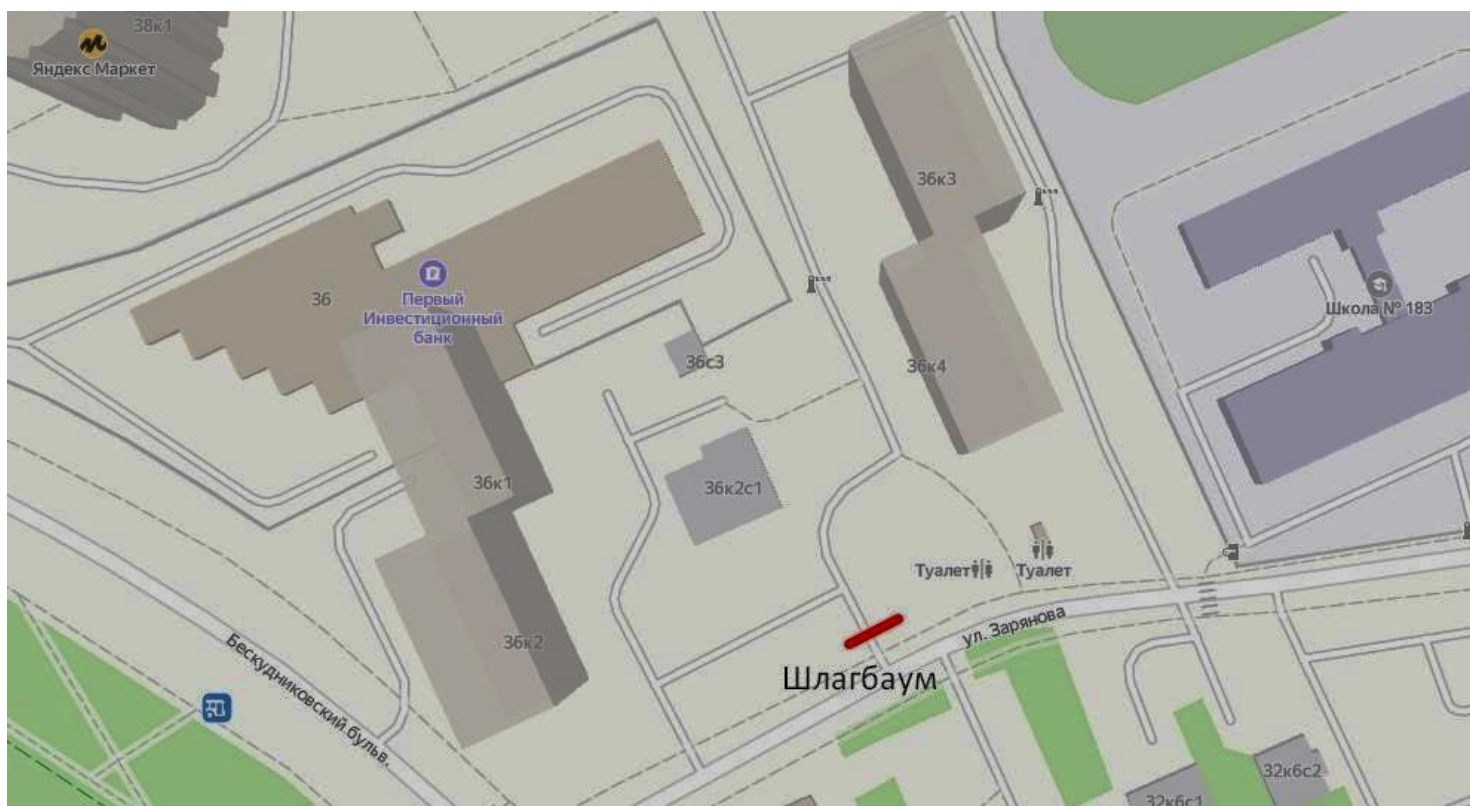 38к1
Яндекс Маркет
36к3
36
Первый
Инвестиционный
банк
Школа № 183
36с3
36к4
36к1
36к2с1
Туалет
Туалет
ул. Зарянова
36к2
Шлагбаум
Бескудниковский бульв.
32к6с2
32к6с1